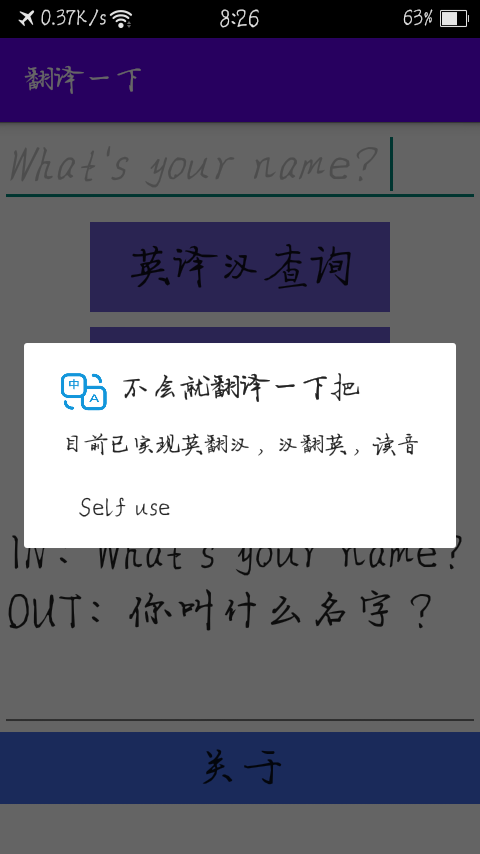 0.37K/s 8:26 63%
翻译一下
What's your name?
英译汉查询
中 A 不会就翻译一下把
目前已实现英翻汉，汉翻英，读音
Self use
IN、What's your name?
OUT：你叫什么名字？
关于